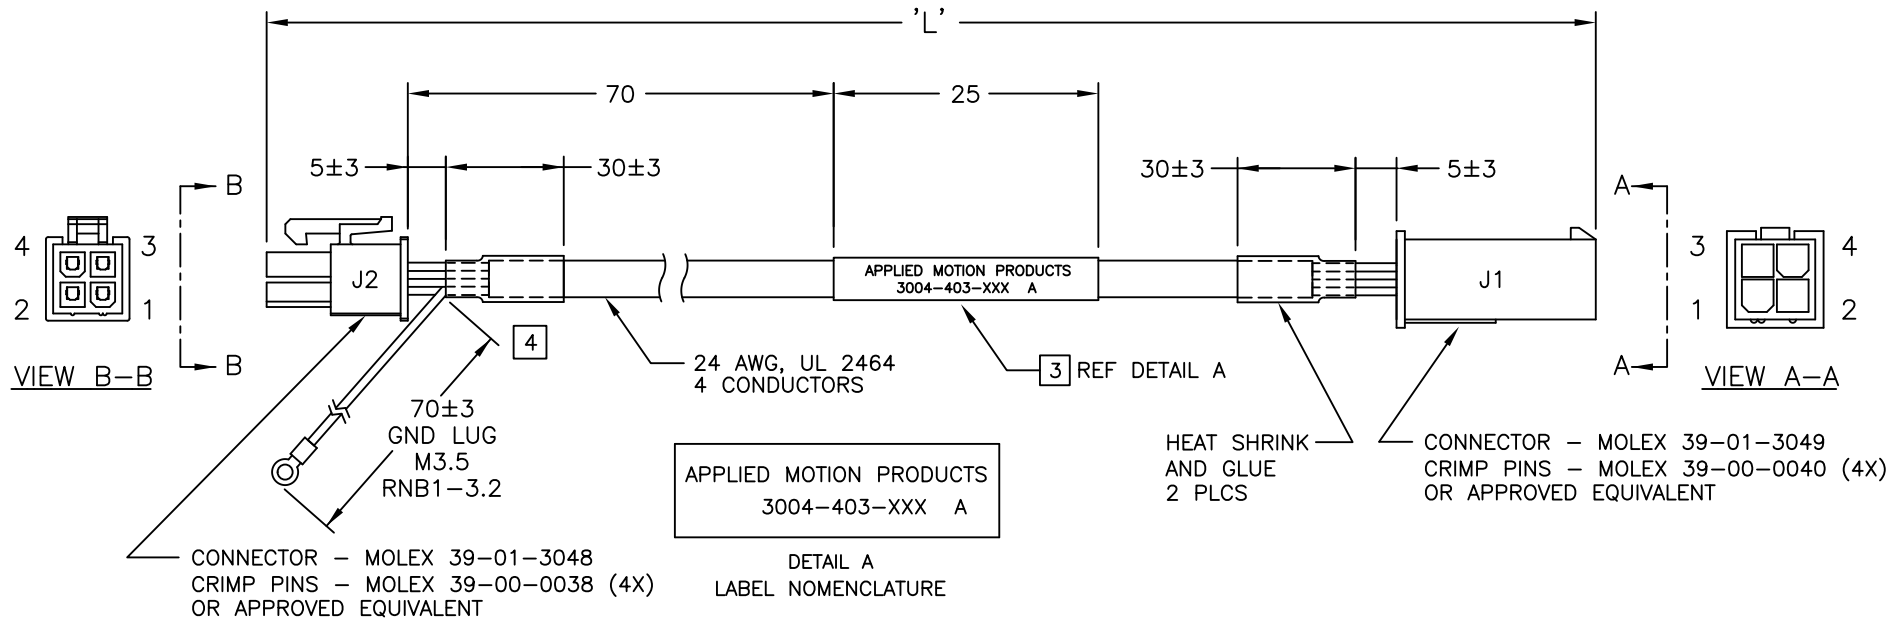 'L'
70
25
5±3
30±3
30±3
5±3
B
A
4
3
2
1
J2
APPLIED MOTION PRODUCTS
3004-403-XXX A
J1
3
4
1
2
B
A
VIEW B-B
VIEW A-A
4
24 AWG, UL 2464
4 CONDUCTORS
3 REF DETAIL A
70±3
GND LUG
M3.5
RNB1-3.2
HEAT SHRINK
AND GLUE
2 PLCS
CONNECTOR - MOLEX 39-01-3049
CRIMP PINS - MOLEX 39-00-0040 (4X)
OR APPROVED EQUIVALENT
APPLIED MOTION PRODUCTS
3004-403-XXX A
DETAIL A
LABEL NOMENCLATURE
CONNECTOR - MOLEX 39-01-3048
CRIMP PINS - MOLEX 39-00-0038 (4X)
OR APPROVED EQUIVALENT